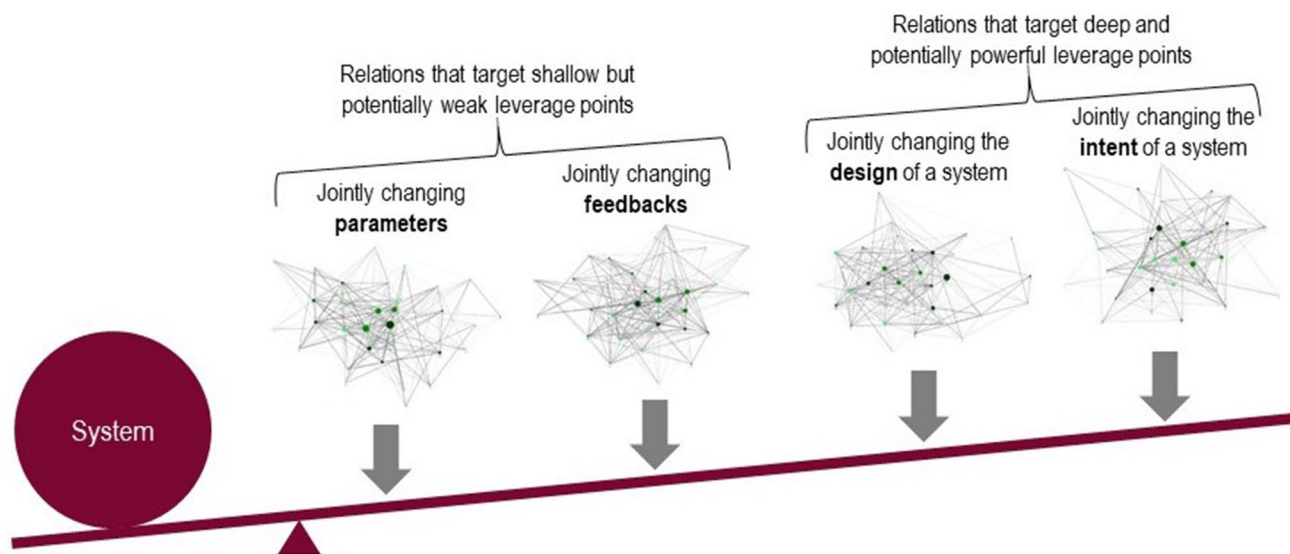 Relations that target shallow but
potentially weak leverage points
Relations that target deep and
potentially powerful leverage points
Jointly changing
parameters
Jointly changing
feedbacks
Jointly changing the
design of a system
Jointly changing the
intent of a system
System